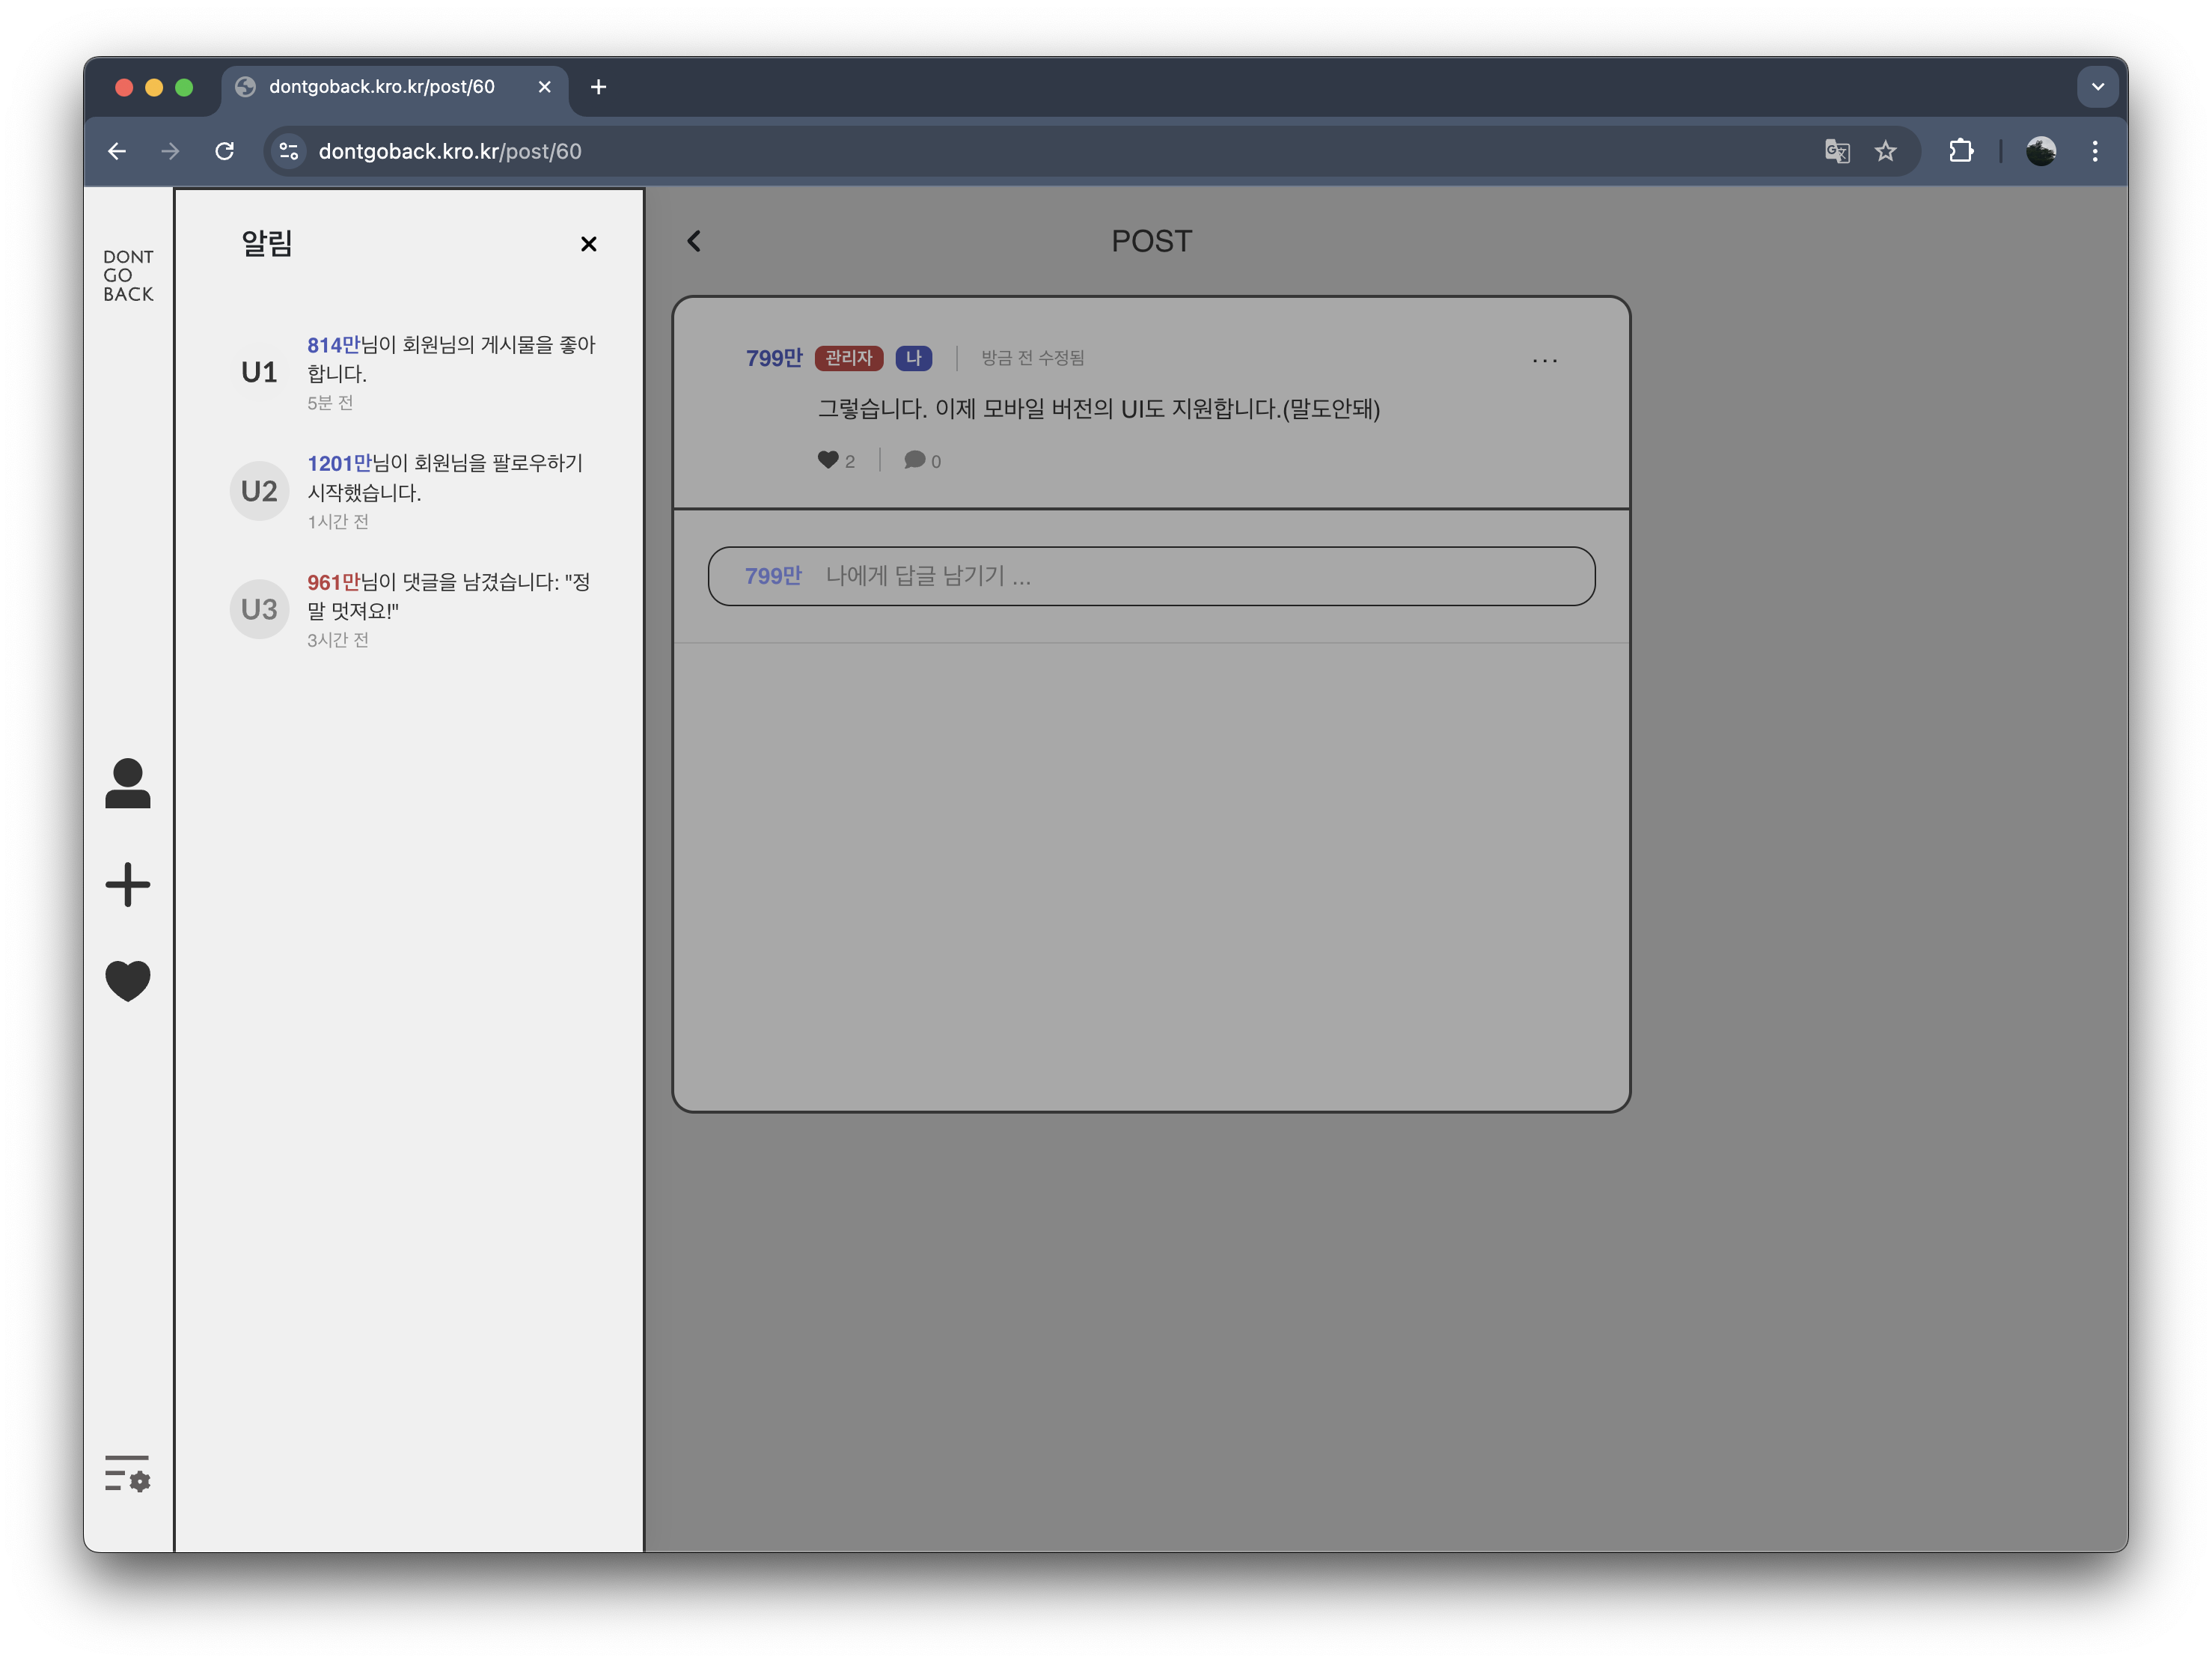 dontgoback.kro.kr/post/60
dontgoback.kro.kr/post/60
DONT
GO
BACK
알림
U1
814만님이 회원님의 게시물을 좋아
합니다.
5분 전
U2
1201만님이 회원님을 팔로우하기
시작했습니다.
1시간 전
U3
961만님이 댓글을 남겼습니다: "정
말 멋져요!"
3시간 전
POST
799만 관리자 나 방금 전 수정됨 ...
그렇습니다. 이제 모바일 버전의 UI도 지원합니다.(말도안돼)
2 0
799만 나에게 답글 남기기 ...